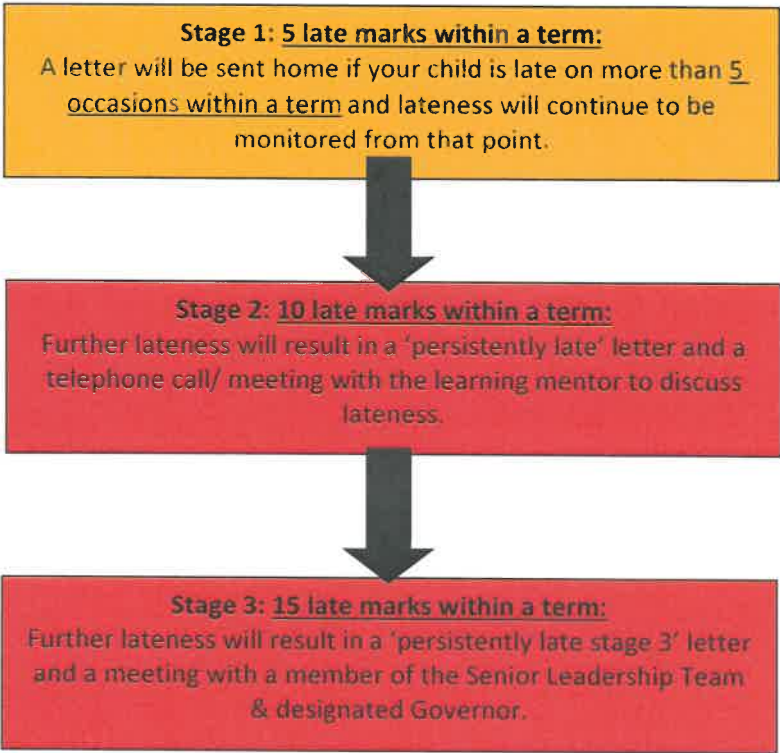 Stage 1: 5 late marks within a term:
A letter will be sent home if your child is late on more than 5
occasions within a term and lateness will continue to be
monitored from that point.
Stage 2: 10 late marks within a term:
Further lateness will result in a 'persistently late' letter and a
telephone call/ meeting with the learning mentor to discuss
lateness.
Stage 3: 15 late marks within a term:
Further lateness will result in a 'persistently late stage 3' letter
and a meeting with a member of the Senior Leadership Team
& designated Governor.